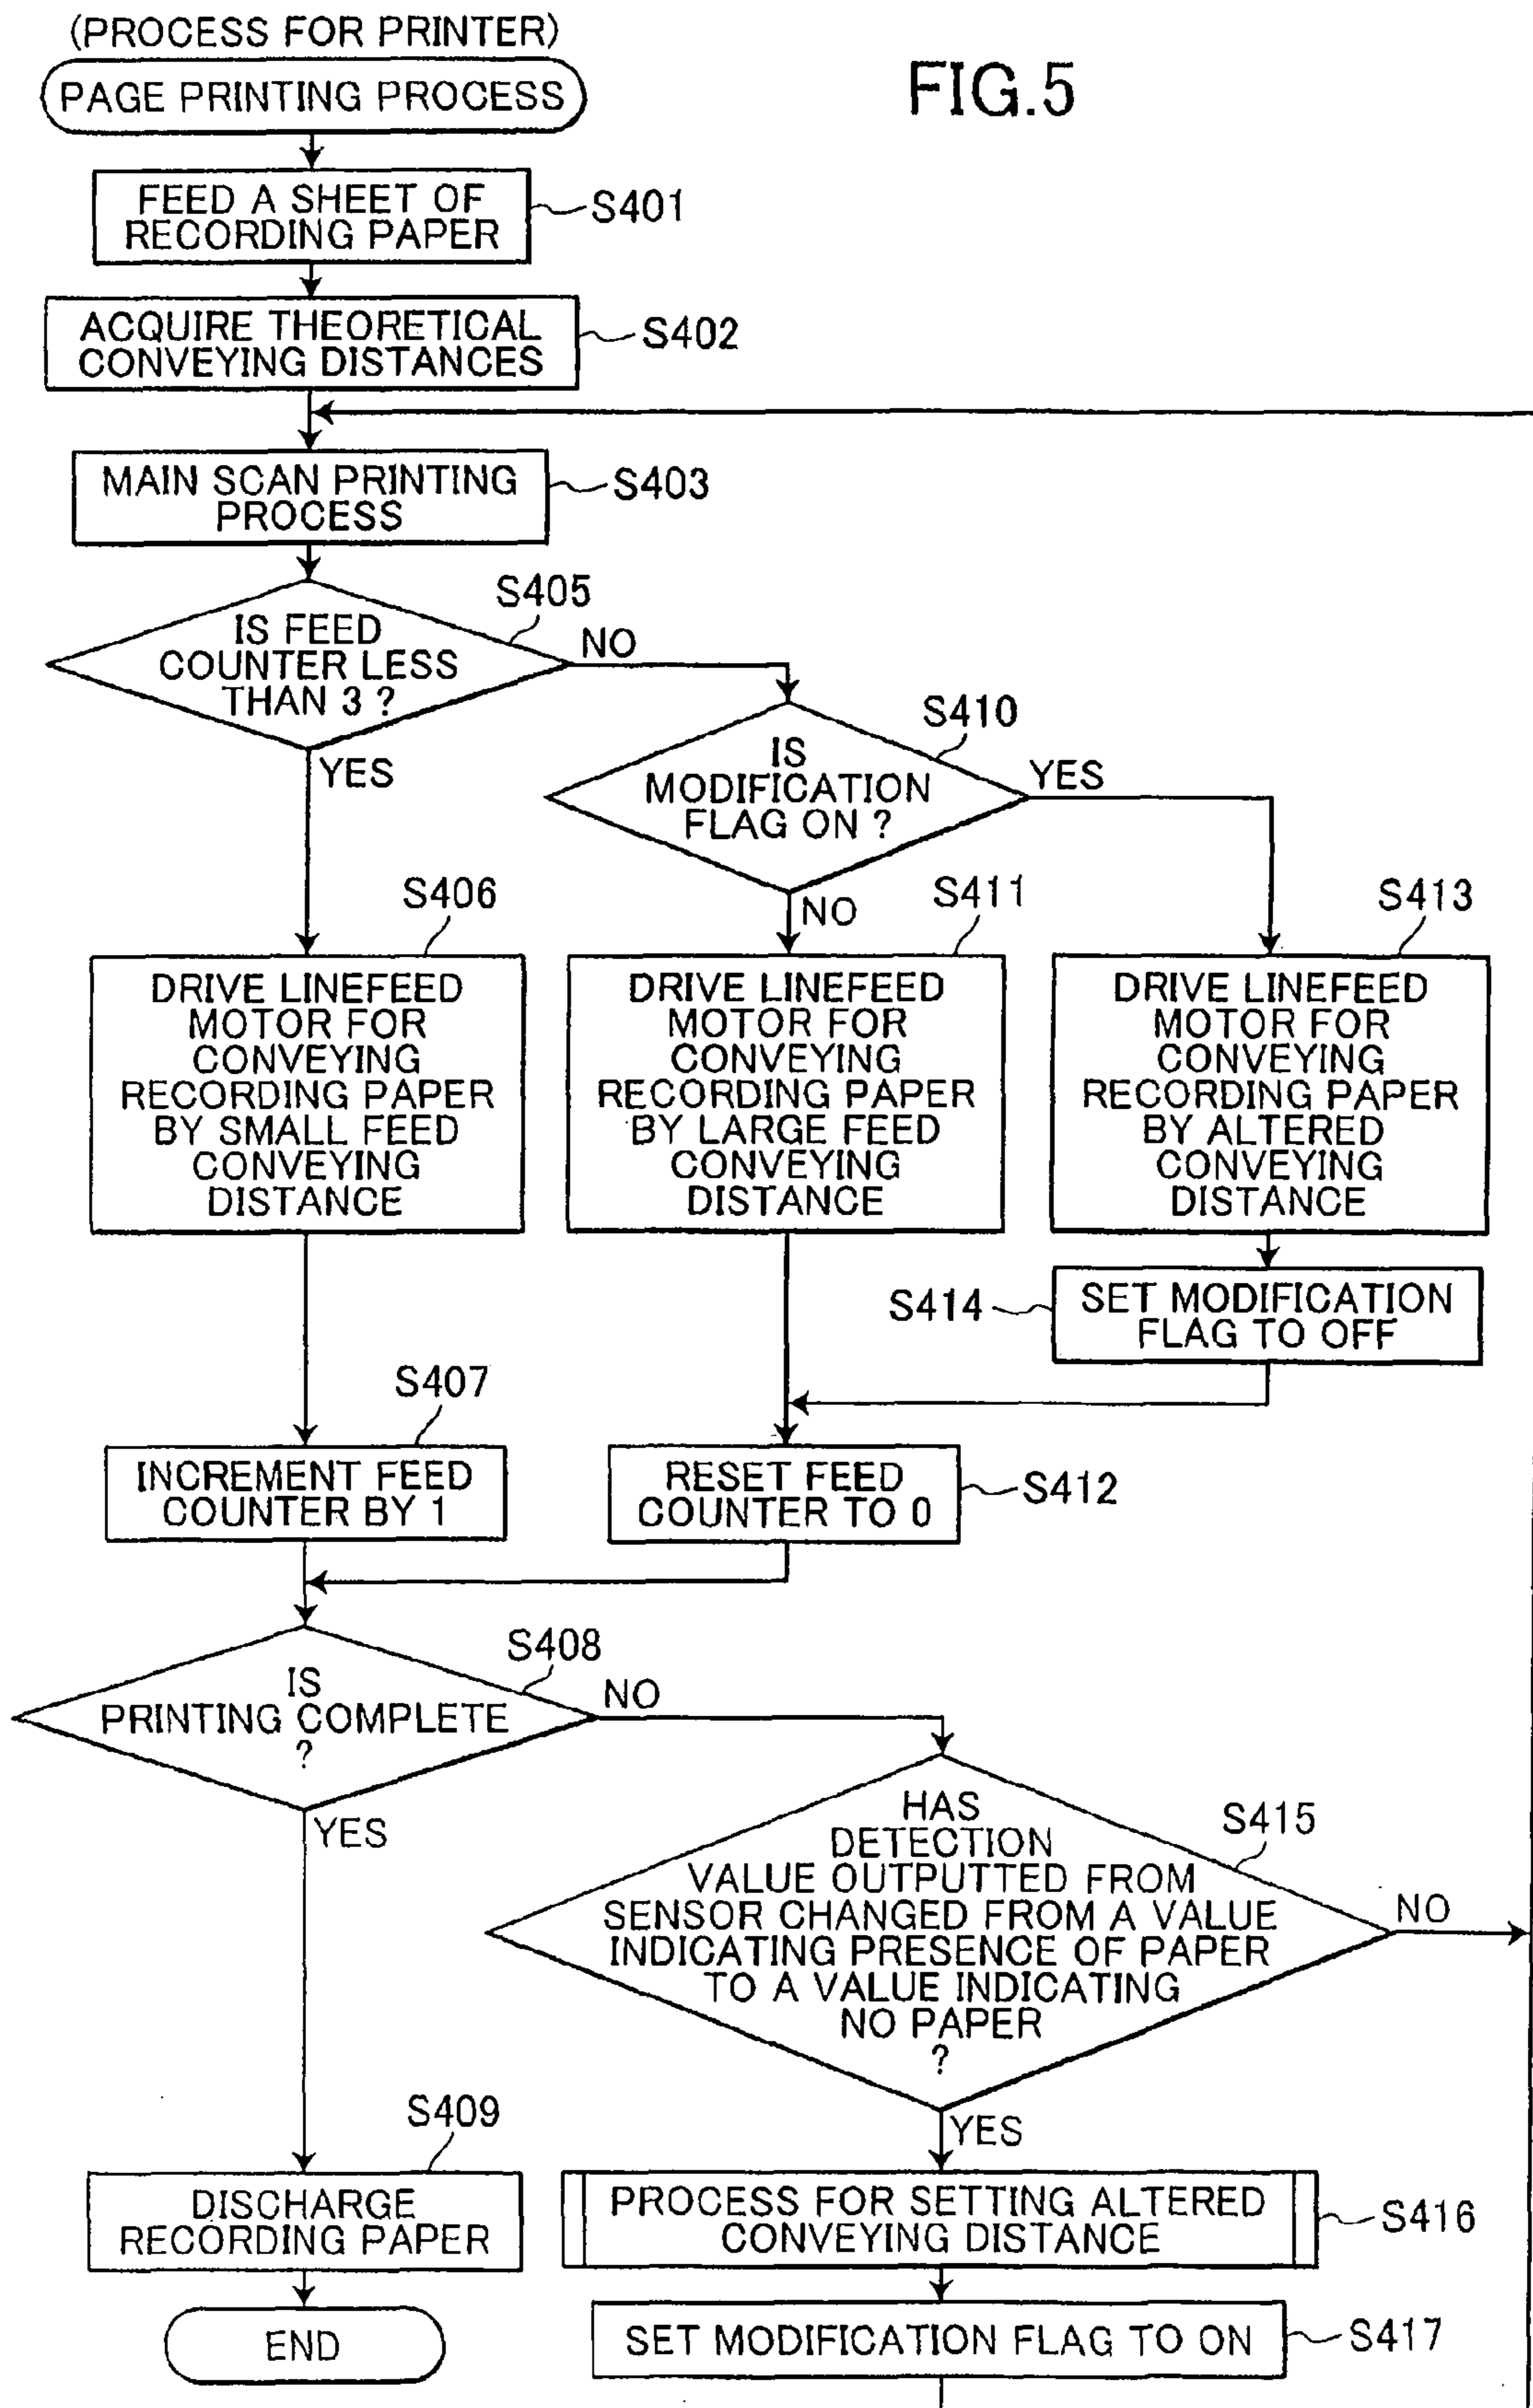 (PROCESS FOR PRINTER)
PAGE PRINTING PROCESS
FIG.5
FEED A SHEET OF
RECORDING PAPER
S401
ACQUIRE THEORETICAL
CONVEYING DISTANCES
S402
MAIN SCAN PRINTING
PROCESS
S403
IS FEED
COUNTER LESS
THAN 3 ?
S405
NO
YES
IS
MODIFICATION
FLAG ON ?
S410
YES
NO
S406
DRIVE LINEFEED
MOTOR FOR
CONVEYING
RECORDING PAPER
BY SMALL FEED
CONVEYING
DISTANCE
S411
DRIVE LINEFEED
MOTOR FOR
CONVEYING
RECORDING PAPER
BY LARGE FEED
CONVEYING
DISTANCE
S413
DRIVE LINEFEED
MOTOR FOR
CONVEYING
RECORDING PAPER
BY ALTERED
CONVEYING
DISTANCE
S414
SET MODIFICATION
FLAG TO OFF
S407
INCREMENT FEED
COUNTER BY 1
RESET FEED
COUNTER TO 0
S412
IS
PRINTING COMPLETE
?
S408
NO
YES
HAS
DETECTION
VALUE OUTPUTTED FROM
SENSOR CHANGED FROM A VALUE
INDICATING PRESENCE OF PAPER
TO A VALUE INDICATING
NO PAPER
?
S415
NO
YES
S409
DISCHARGE
RECORDING PAPER
PROCESS FOR SETTING ALTERED
CONVEYING DISTANCE
S416
END
SET MODIFICATION FLAG TO ON
S417